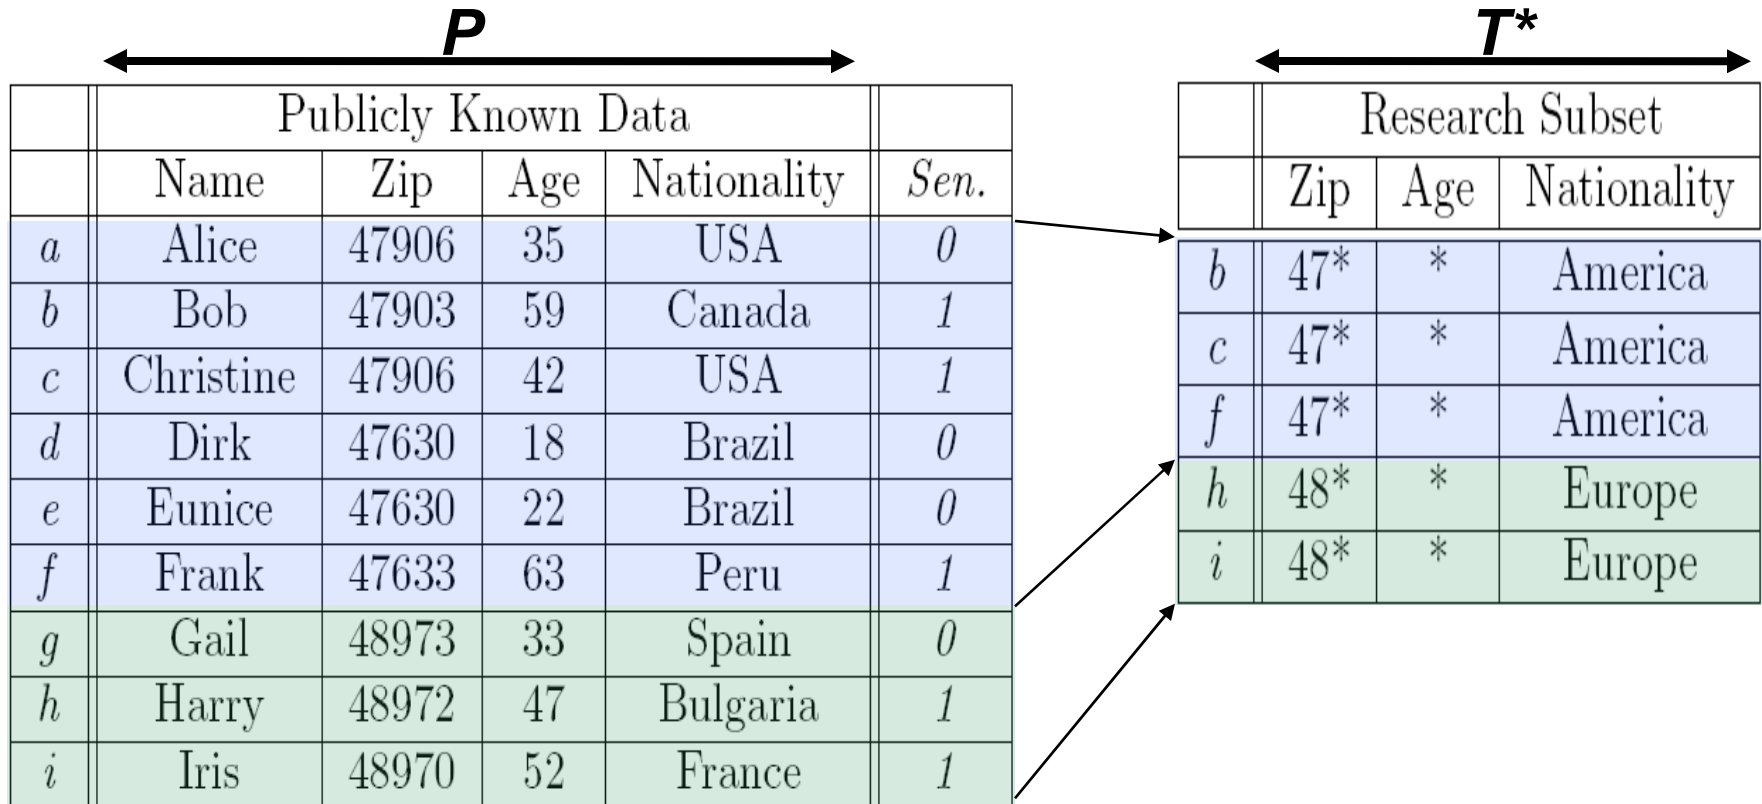 P
Publicly Known Data
Name Zip Age Nationality Sen.
a Alice 47906 35 USA 0
b Bob 47903 59 Canada 1
c Christine 47906 42 USA 1
d Dirk 47630 18 Brazil 0
e Eunice 47630 22 Brazil 0
f Frank 47633 63 Peru 1
g Gail 48973 33 Spain 0
h Harry 48972 47 Bulgaria 1
i Iris 48970 52 France 1
T*
Research Subset
Zip Age Nationality
b 47* * America
c 47* * America
f 47* * America
h 48* * Europe
i 48* * Europe